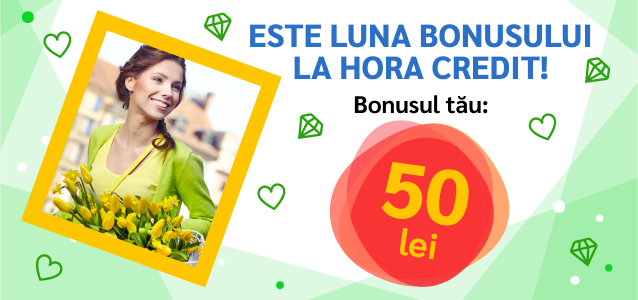 ESTE LUNA BONUSULUI
LA HORA CREDIT!
Bonusul tău:
50
lei